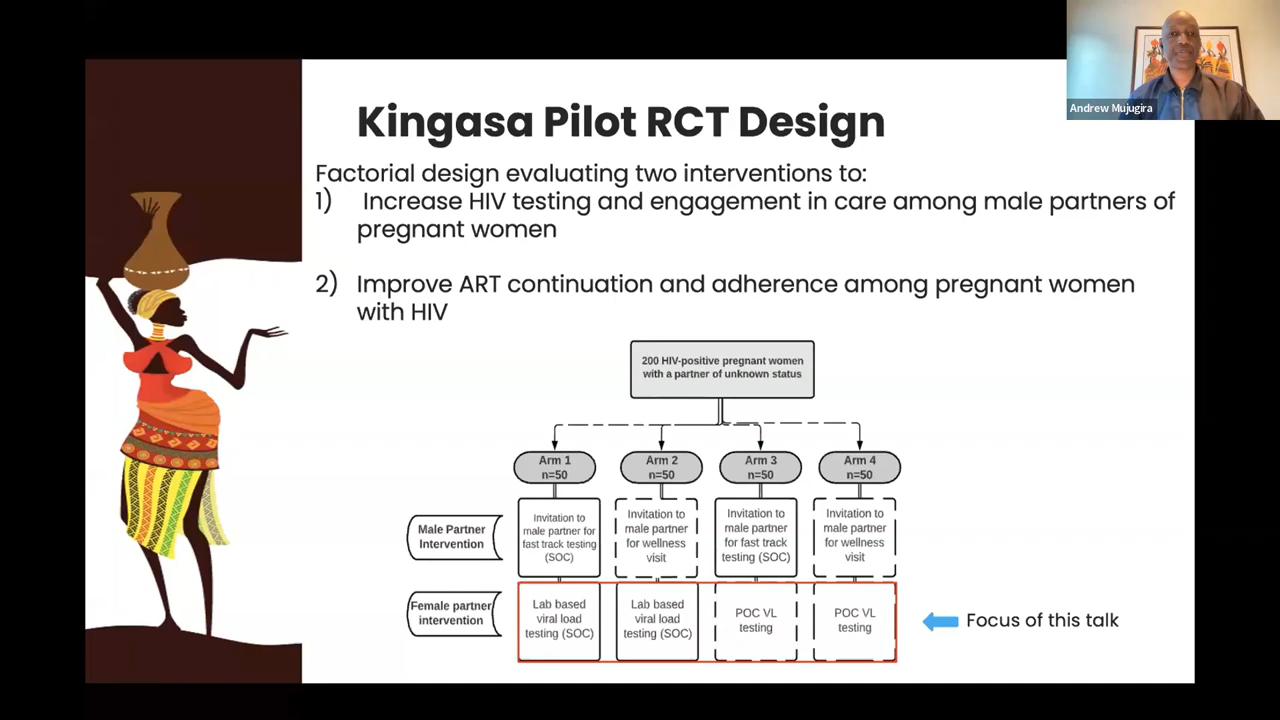 Andrew Mujugira
Kingasa Pilot RCT Design
Factorial design evaluating two interventions to:
1) Increase HIV testing and engagement in care among male partners of
pregnant women
2) Improve ART continuation and adherence among pregnant women
with HIV
200 HIV-positive pregnant women
with a partner of unknown status
Arm 1
n=50
Arm 2
n=50
Arm 3
n=50
Arm 4
n=50
Male Partner
Intervention
Invitation to
male partner for
fast track testing
(SOC)
Invitation to
male partner
for wellness
visit
Invitation to
male partner
for fast track
testing (SOC)
Invitation to
male partner
for wellness
visit
Female partner
intervention
Lab based
viral load
testing (SOC)
Lab based
viral load
testing (SOC)
POC VL
testing
POC VL
testing
Focus of this talk